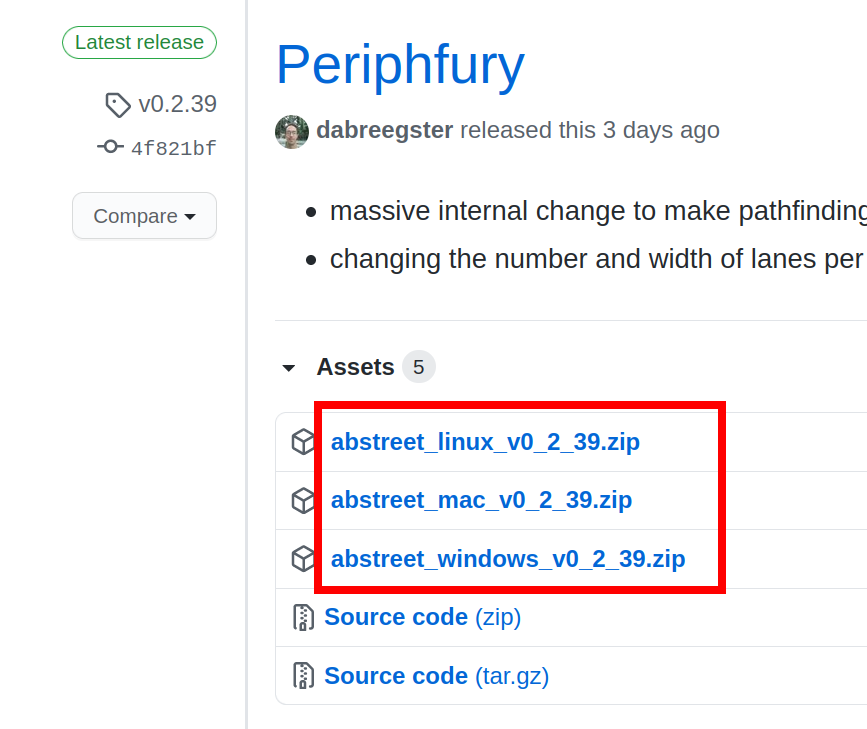 Latest release
v0.2.39
4f821bf
Compare
Periphfury
dabreegster released this 3 days ago
massive internal change to make pathfinding
changing the number and width of lanes per
Assets 5
abstreet_linux_v0_2_39.zip
abstreet_mac_v0_2_39.zip
abstreet_windows_v0_2_39.zip
Source code (zip)
Source code (tar.gz)